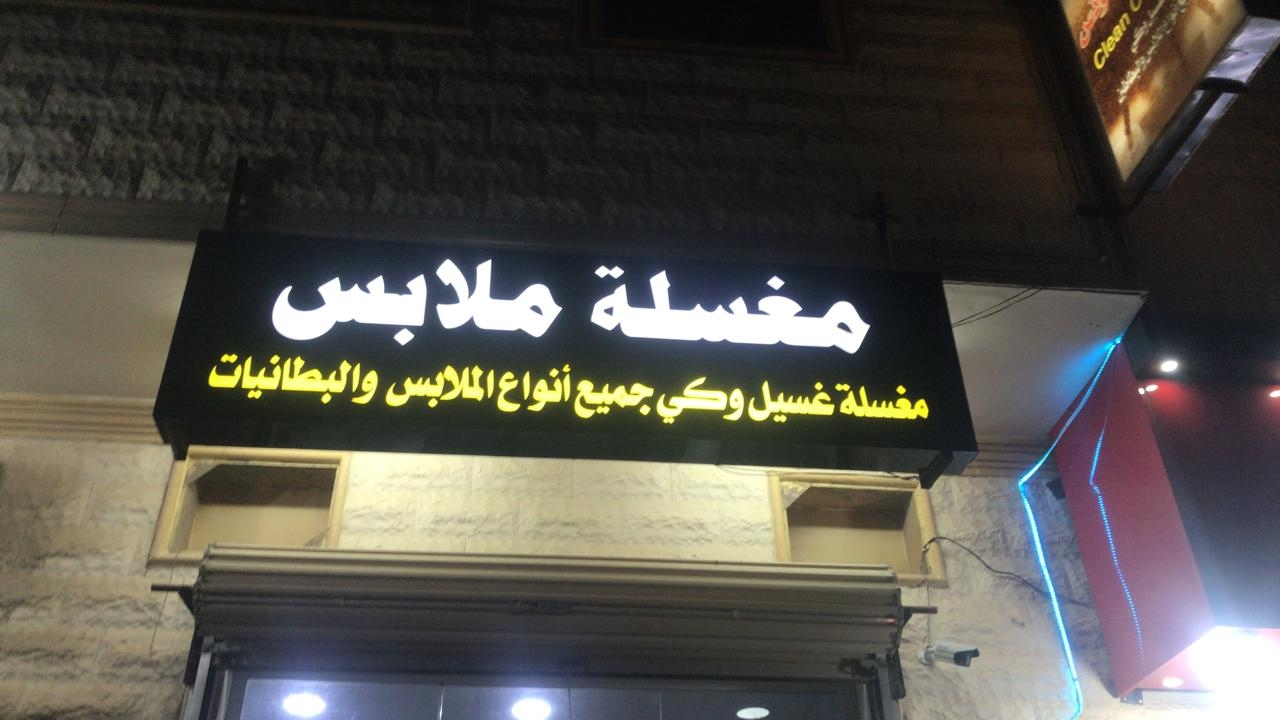 مغسلة ملابس
مغسلة غسيل وكي جميع أنواع الملابس والبطانيات
Clean